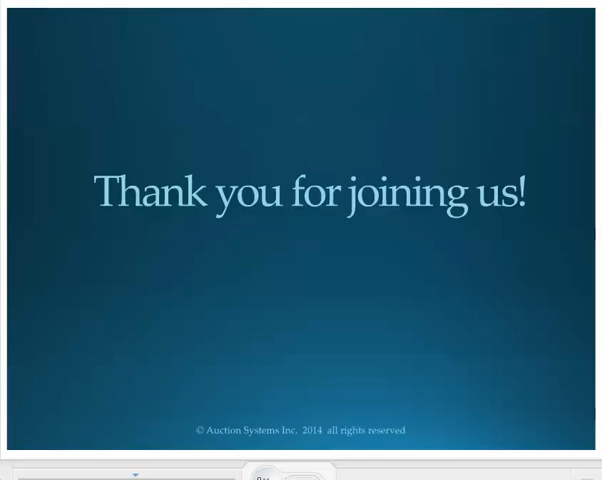 Thank you for joining us!
© Auction Systems Inc. 2014 all rights reserved